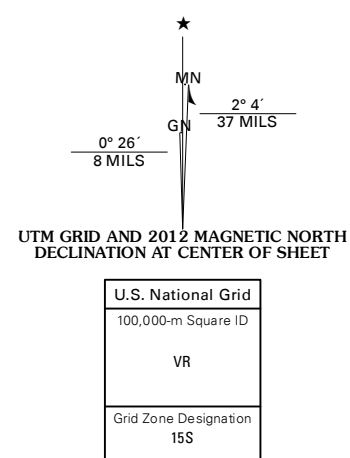 ★
MN
2° 4´
37 MILS
GN
0° 26´
8 MILS
UTM GRID AND 2012 MAGNETIC NORTH
DECLINATION AT CENTER OF SHEET
U.S. National Grid
100,000-m Square ID
VR
Grid Zone Designation
15S